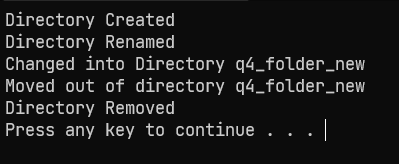 Directory Created
Directory Renamed
Changed into Directory q4_folder_new
Moved out of directory q4_folder_new
Directory Removed
Press any key to continue . . .